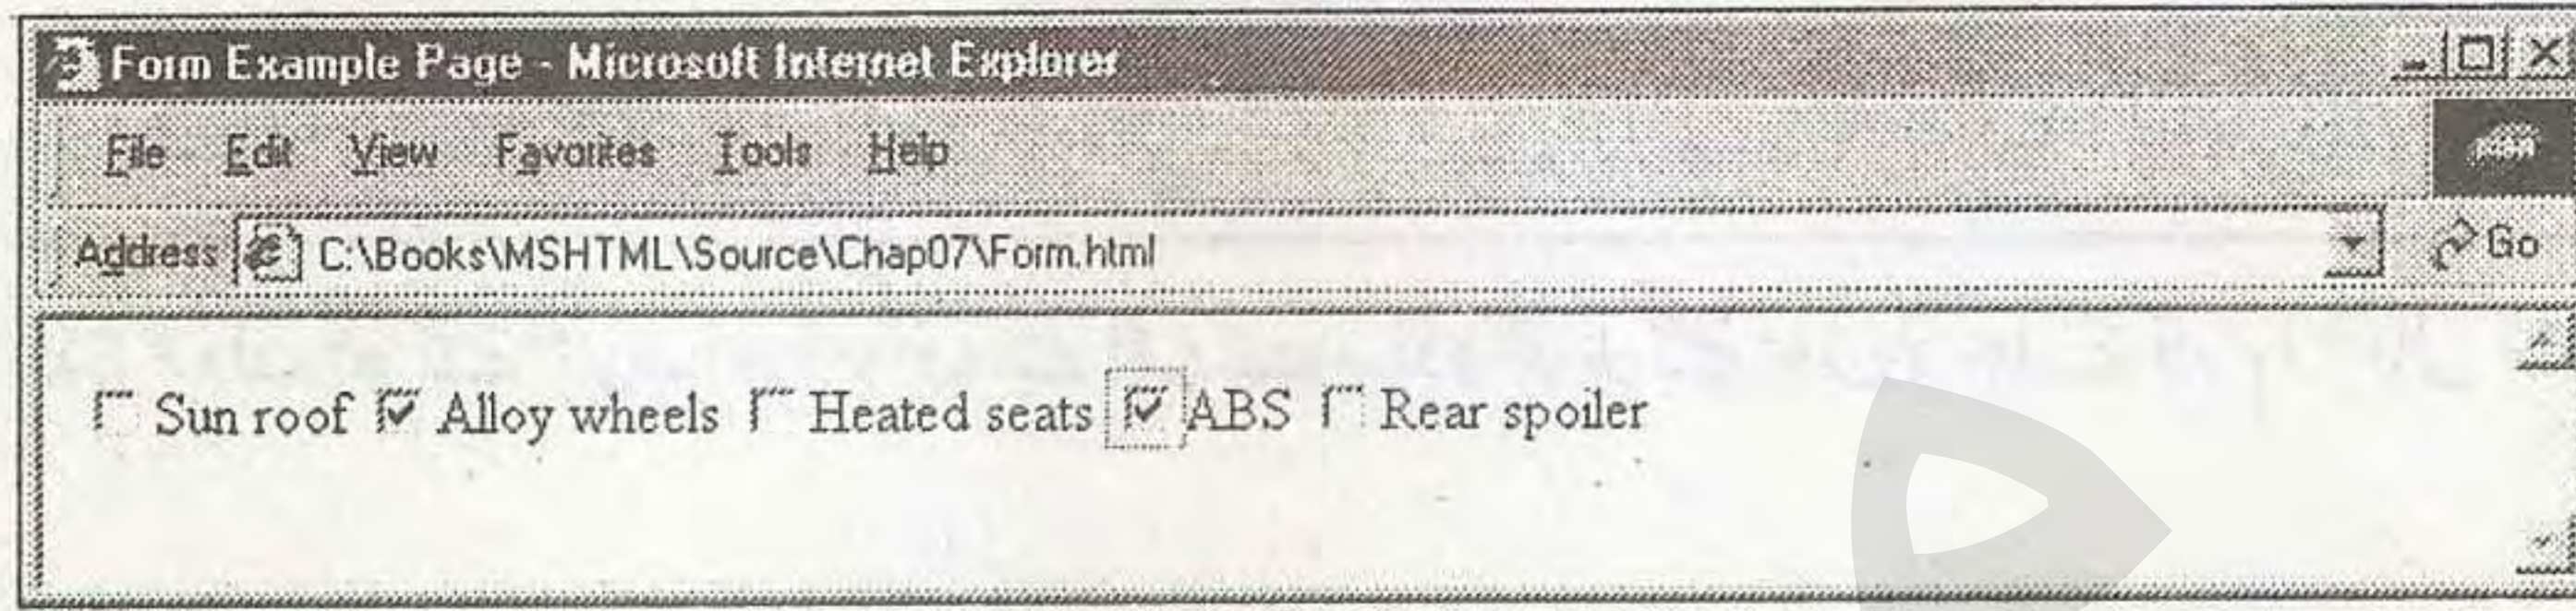 Form Example Page - Microsoft Internet Explorer
File Edit View Favorites Tools Help
Address C:\Books\MSHTML\Source\Chap07\Form.html Go
Sun roof Alloy wheels Heated seats ABS Rear spoiler